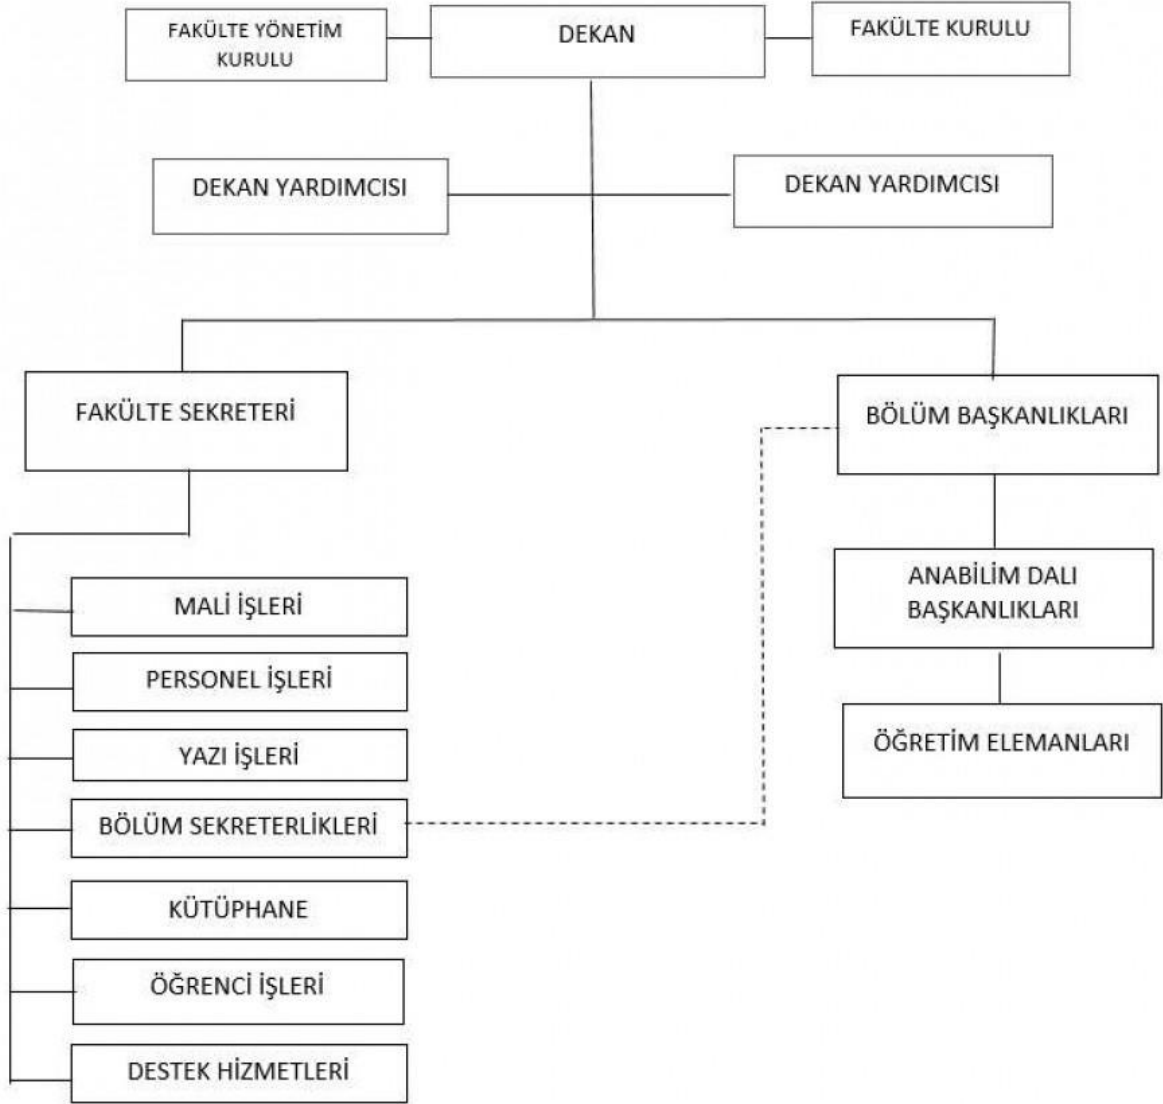 FAKÜLTE YÖNETİM
KURULU
DEKAN
FAKÜLTE KURULU
DEKAN YARDIMCISI
DEKAN YARDIMCISI
FAKÜLTE SEKRETERİ
BÖLÜM BAŞKANLIKLARI
MALİ İŞLERİ
PERSONEL İŞLERİ
YAZI İŞLERİ
BÖLÜM SEKRETERLİKLERİ
KÜTÜPHANE
ÖĞRENCİ İŞLERİ
DESTEK HİZMETLERİ
ANABİLİM DALI
BAŞKANLIKLARI
ÖĞRETİM ELEMANLARI